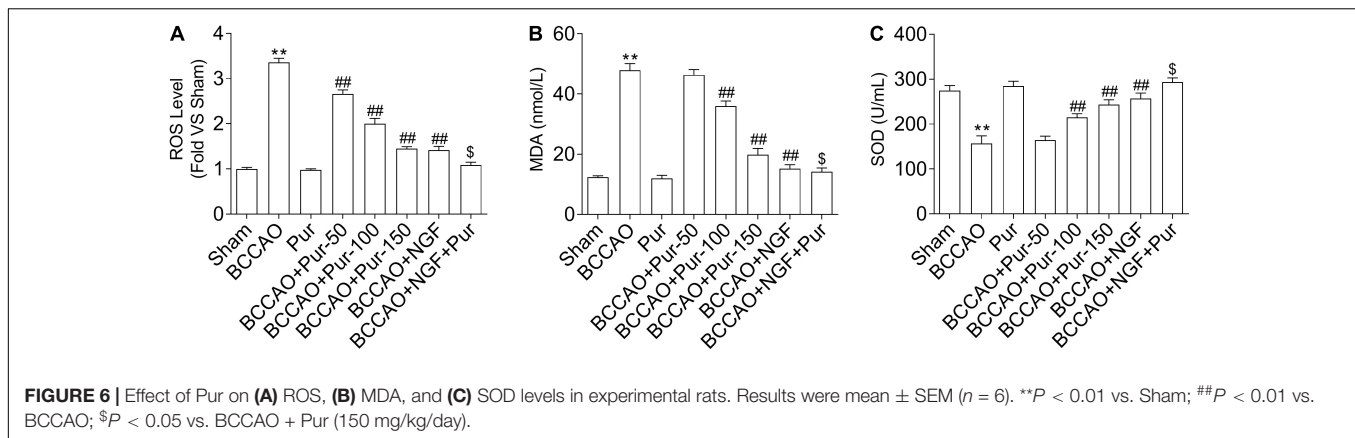 A
ROS Level
(Fold VS Sham)
4
3
2
1
0
**
##
##
##
##
$
Sham
BCCAO
Pur
BCCAO+Pur-50
BCCAO+Pur-100
BCCAO+Pur-150
BCCAO+NGF
BCCAO+NGF+Pur
B
MDA (nmol/L)
60
40
20
0
**
##
##
##
$
Sham
BCCAO
Pur
BCCAO+Pur-50
BCCAO+Pur-100
BCCAO+Pur-150
BCCAO+NGF
BCCAO+NGF+Pur
C
SOD (U/mL)
400
300
200
100
0
**
##
##
##
$
Sham
BCCAO
Pur
BCCAO+Pur-50
BCCAO+Pur-100
BCCAO+Pur-150
BCCAO+NGF
BCCAO+NGF+Pur
FIGURE 6 | Effect of Pur on (A) ROS, (B) MDA, and (C) SOD levels in experimental rats. Results were mean ± SEM (n = 6). **P < 0.01 vs. Sham; ##P < 0.01 vs.
BCCAO; $P < 0.05 vs. BCCAO + Pur (150 mg/kg/day).